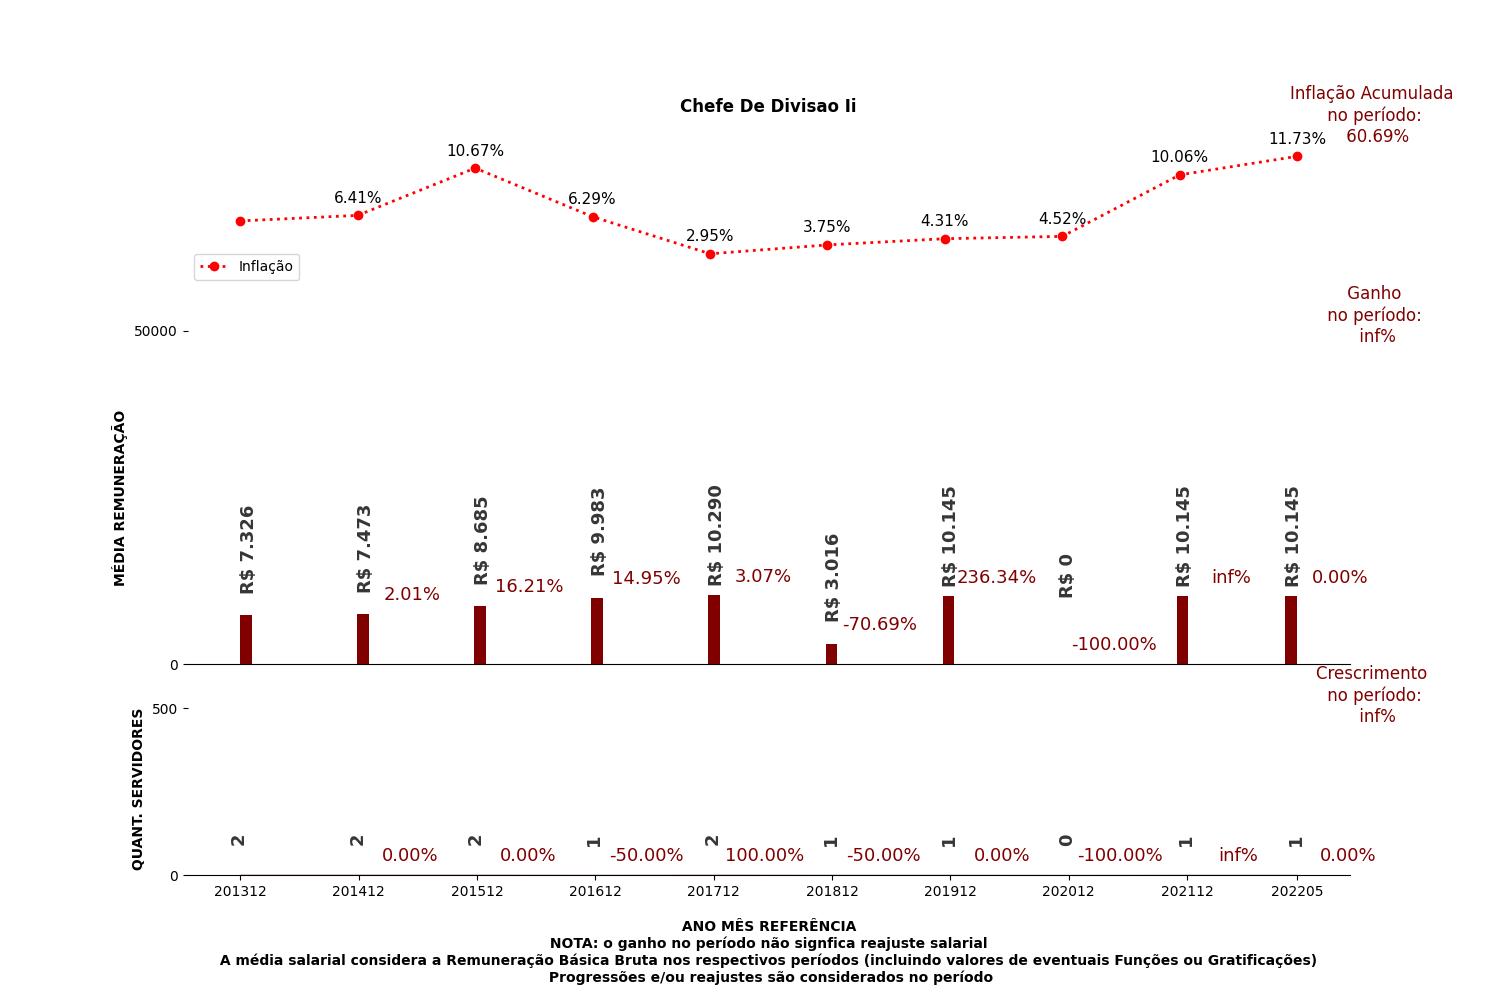 Chefe De Divisao Ii
Inflação Acumulada
no período:
60.69%
6.41%
10.67%
6.29%
2.95%
3.75%
4.31%
4.52%
10.06%
11.73%
Inflação
Ganho
no período:
inf%
50000
0
MÉDIA REMUNERAÇÃO
R$ 7.326
R$ 7.473
R$ 8.685
R$ 9.983
R$ 10.290
R$ 3.016
R$ 10.145
R$ 0
R$ 10.145
R$ 10.145
2.01%
16.21%
14.95%
3.07%
-70.69%
236.34%
-100.00%
inf%
0.00%
Crescimento
no período:
inf%
500
0
QUANT. SERVIDORES
2
2
2
1
2
1
1
0
1
1
0.00%
0.00%
-50.00%
100.00%
-50.00%
0.00%
-100.00%
inf%
0.00%
201312
201412
201512
201612
201712
201812
201912
202012
202112
202205
ANO MÊS REFERÊNCIA
NOTA: o ganho no período não signfica reajuste salarial
A média salarial considera a Remuneração Básica Bruta nos respectivos períodos (incluindo valores de eventuais Funções ou Gratificações)
Progressões e/ou reajustes são considerados no período